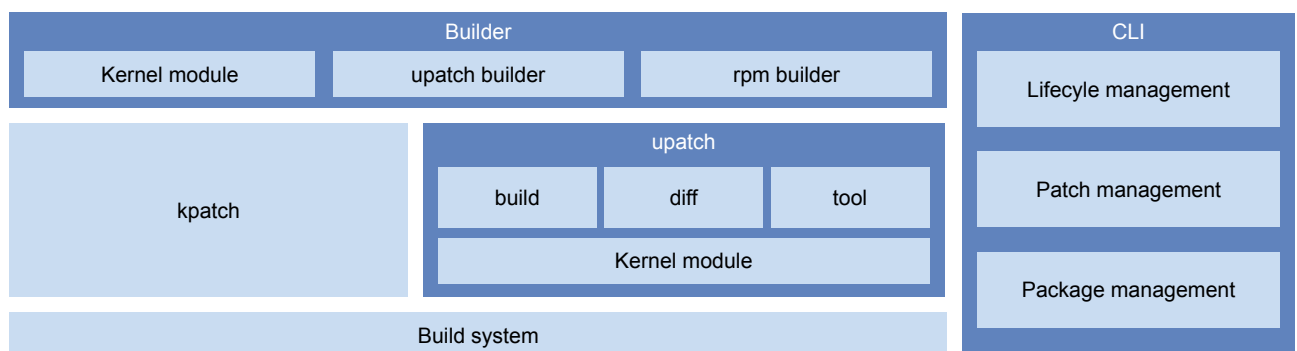 Builder
Kernel module
upatch builder
rpm builder
kpatch
upatch
build
diff
tool
Kernel module
Build system
CLI
Lifecyle management
Patch management
Package management